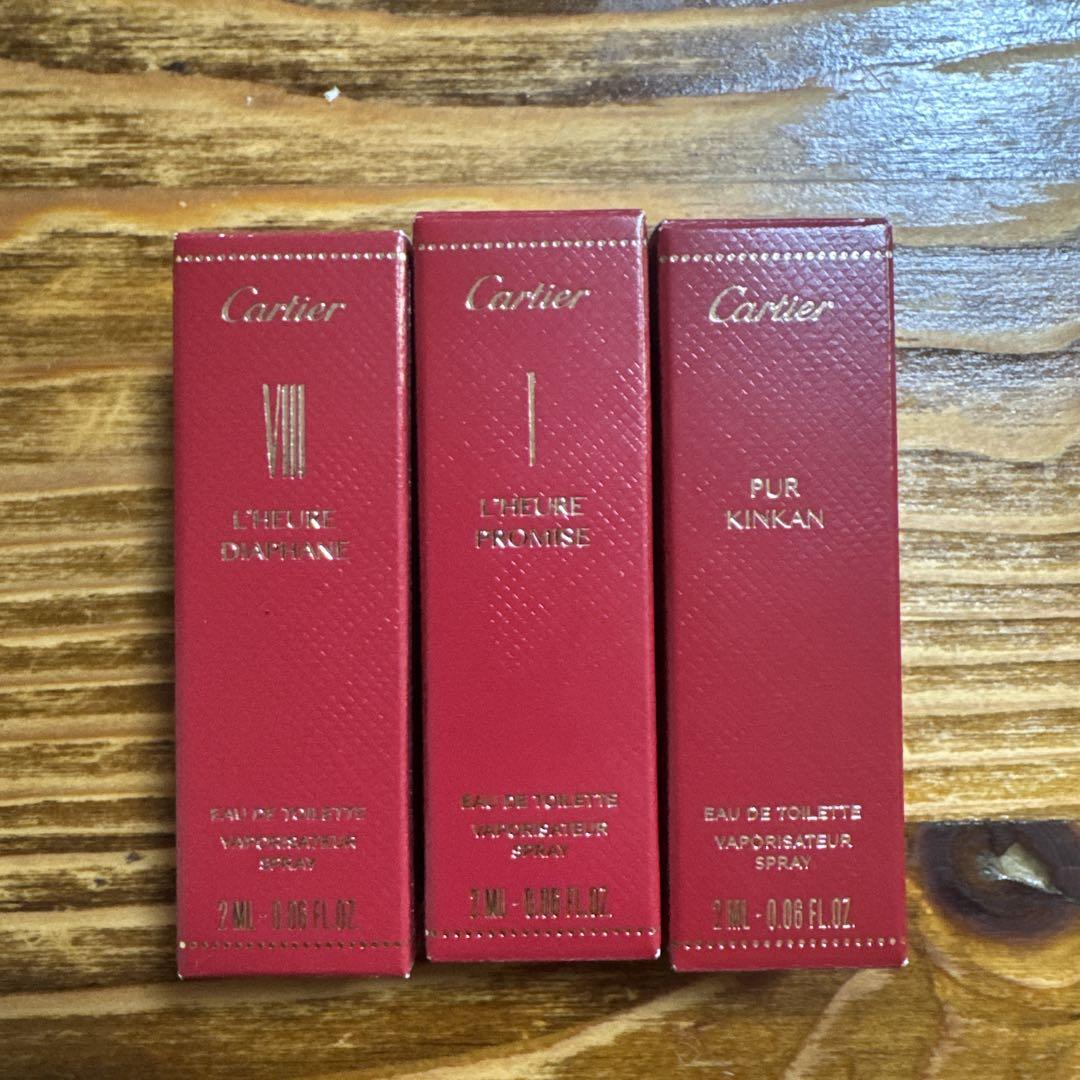 Cartier
VIII
L'HEURE
DIAPHANE
EAU DE TOILETTE
VAPORISATEUR
SPRAY
2 ML - 0.06 FL.OZ.
Cartier
I
L'HEURE
PROMISE
EAU DE TOILETTE
VAPORISATEUR
SPRAY
2 ML - 0.06 FL.OZ.
Cartier
PUR
KINKAN
EAU DE TOILETTE
VAPORISATEUR
SPRAY
2 ML - 0.06 FL.OZ.